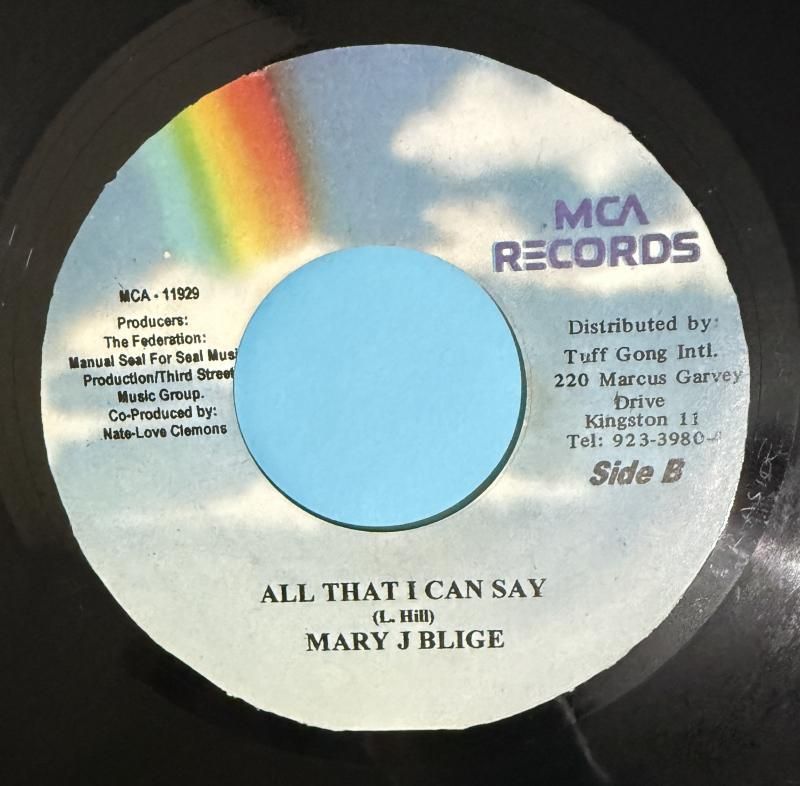 MCA
RECORDS
MCA - 11929
Producers:
The Federation:
Manual Seal For Seal Musi
Production/Third Street
Music Group.
Co-Produced by:
Nate-Love Clemons
Distributed by:
Tuff Gong Intl.
220 Marcus Garvey
Drive
Kingston 11
Tel: 923-3980-
Side B
ALL THAT I CAN SAY
(L. Hill)
MARY J BLIGE